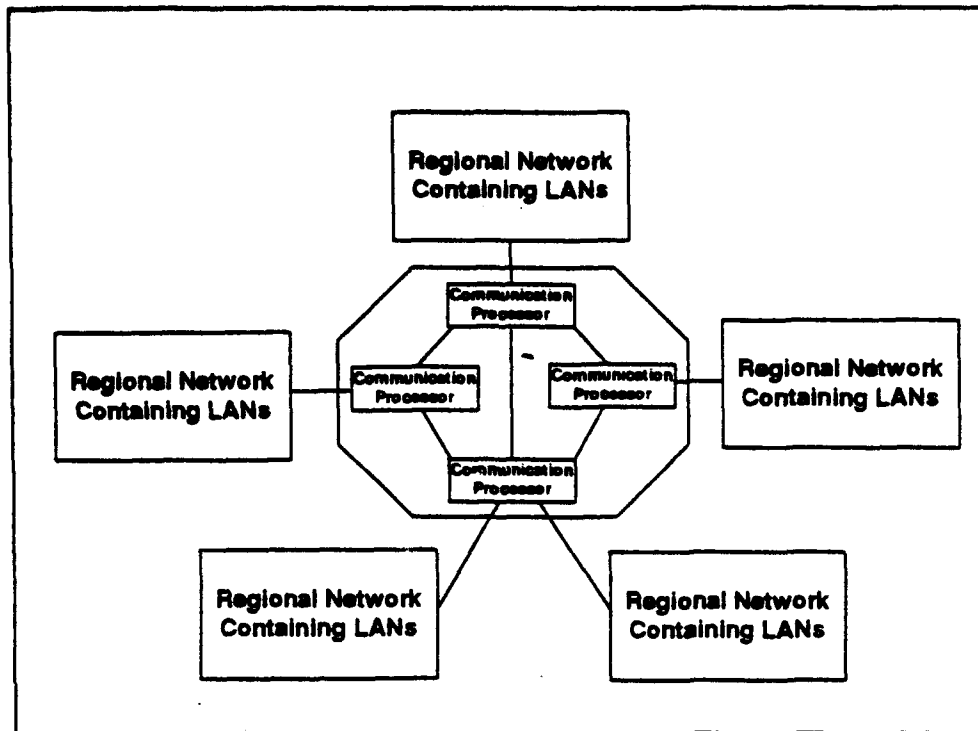 Regional Network
Containing LANs
Communication
Processor
Regional Network
Containing LANs
Communication
Processor
Communication
Processor
Regional Network
Containing LANs
Communication
Processor
Regional Network
Containing LANs
Regional Network
Containing LANs